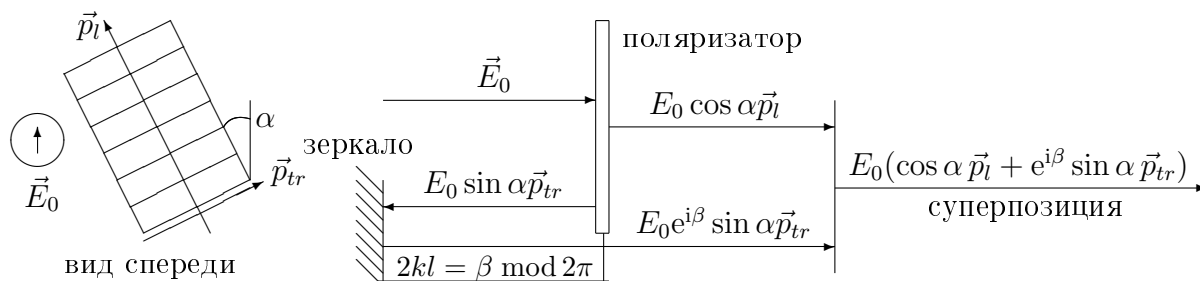 p⃗_l
α
E⃗_0
p⃗_tr
вид спереди
зеркало
поляризатор
E⃗_0
E_0 cos α p⃗_l
E_0 sin α p⃗_tr
E_0 e^{iβ} sin α p⃗_tr
2kl = β mod 2π
E_0(cos α p⃗_l + e^{iβ} sin α p⃗_tr)
суперпозиция